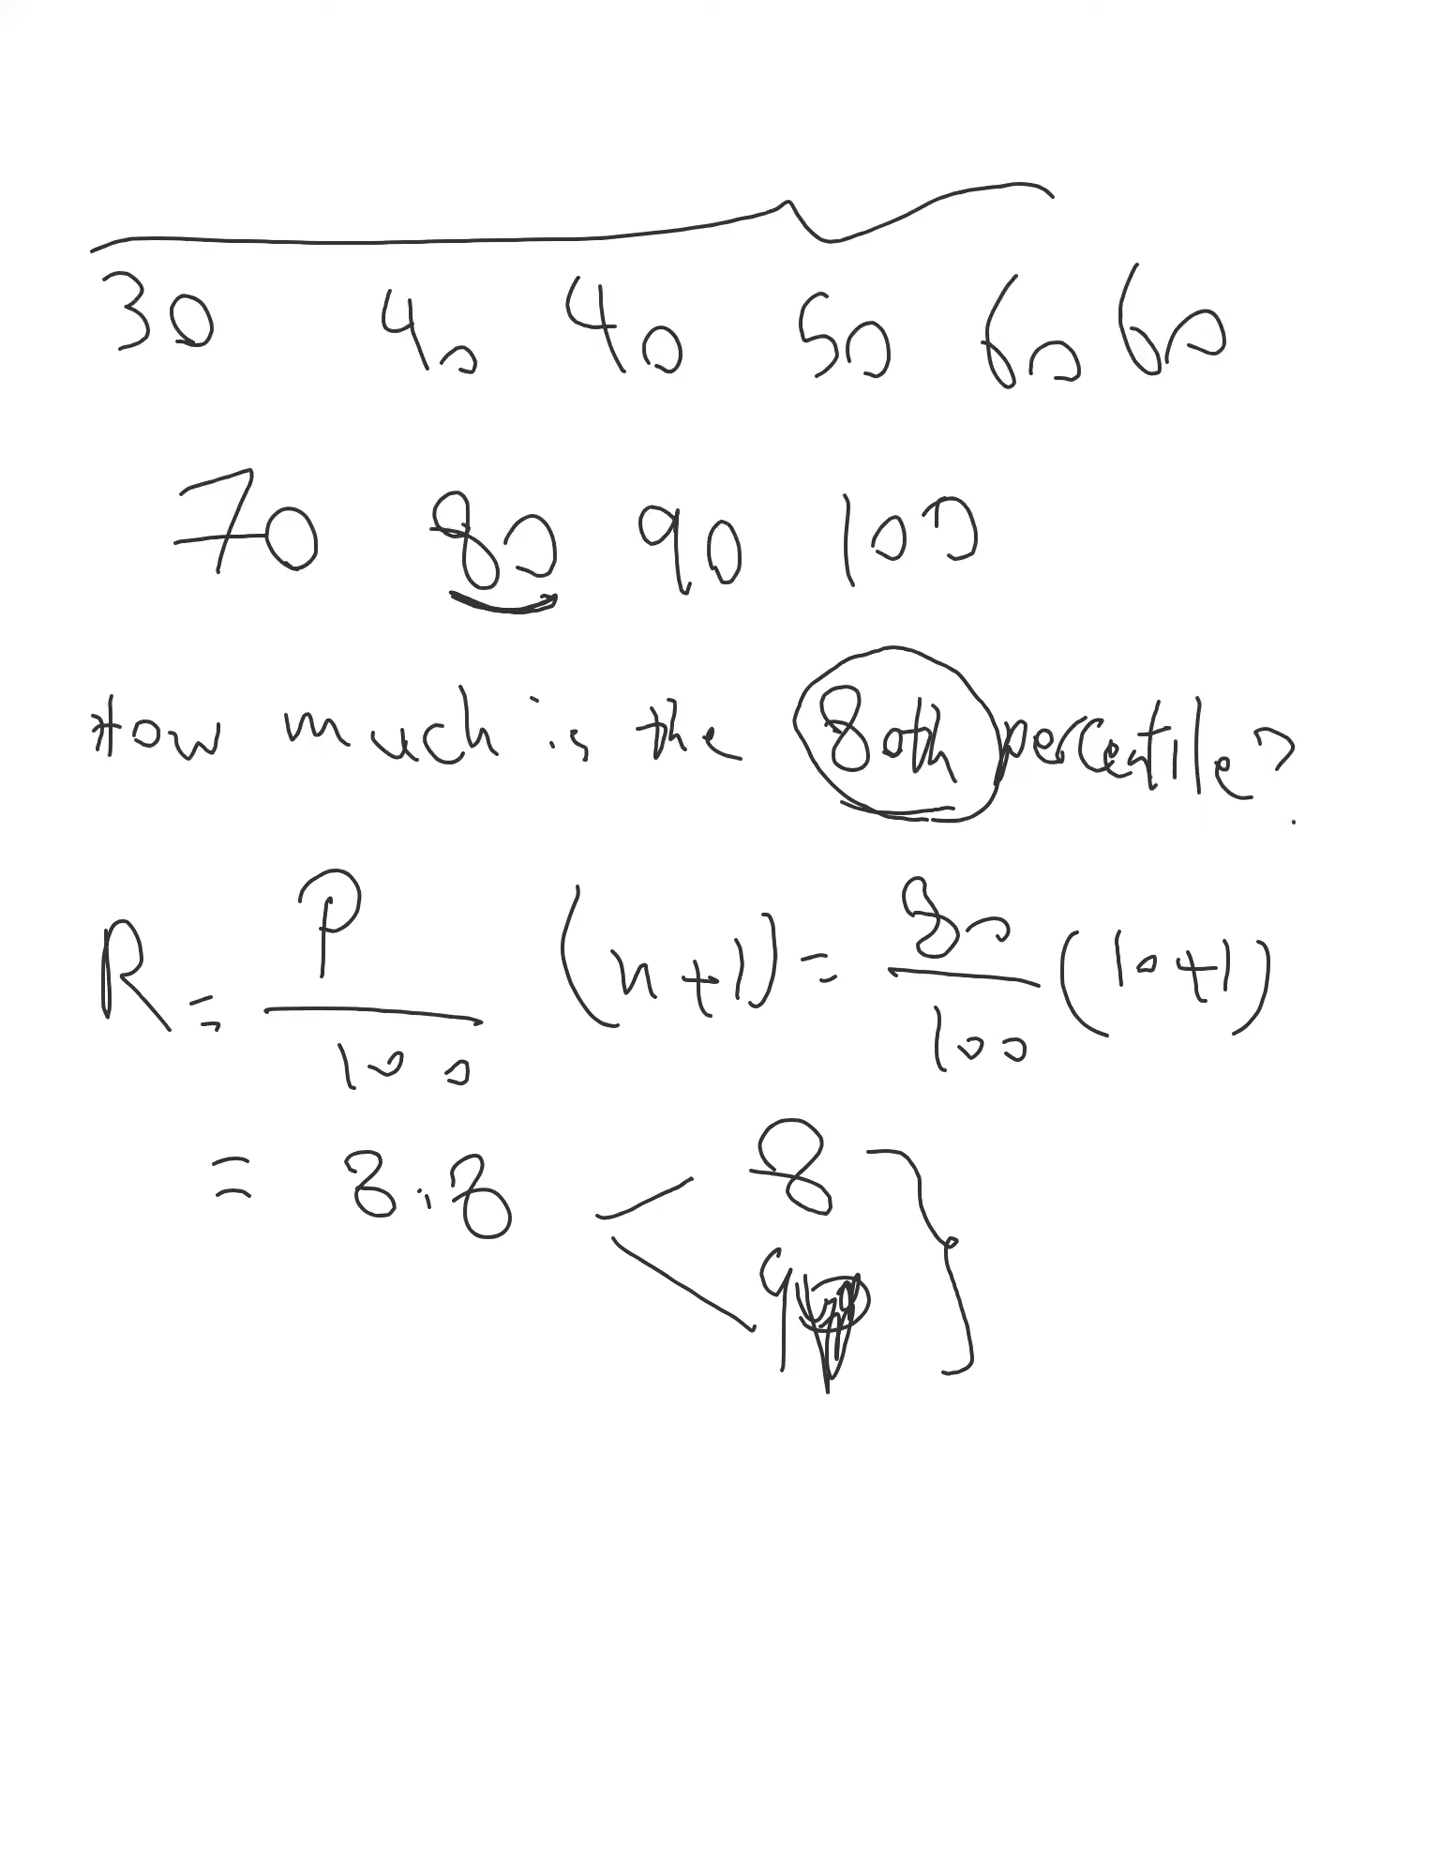 30 40 40 50 60 60
70 80 90 100
How much is the 80th percentile?
R = P/100 (n+1) = 80/100 (10+1)
= 8.8 < 8
9